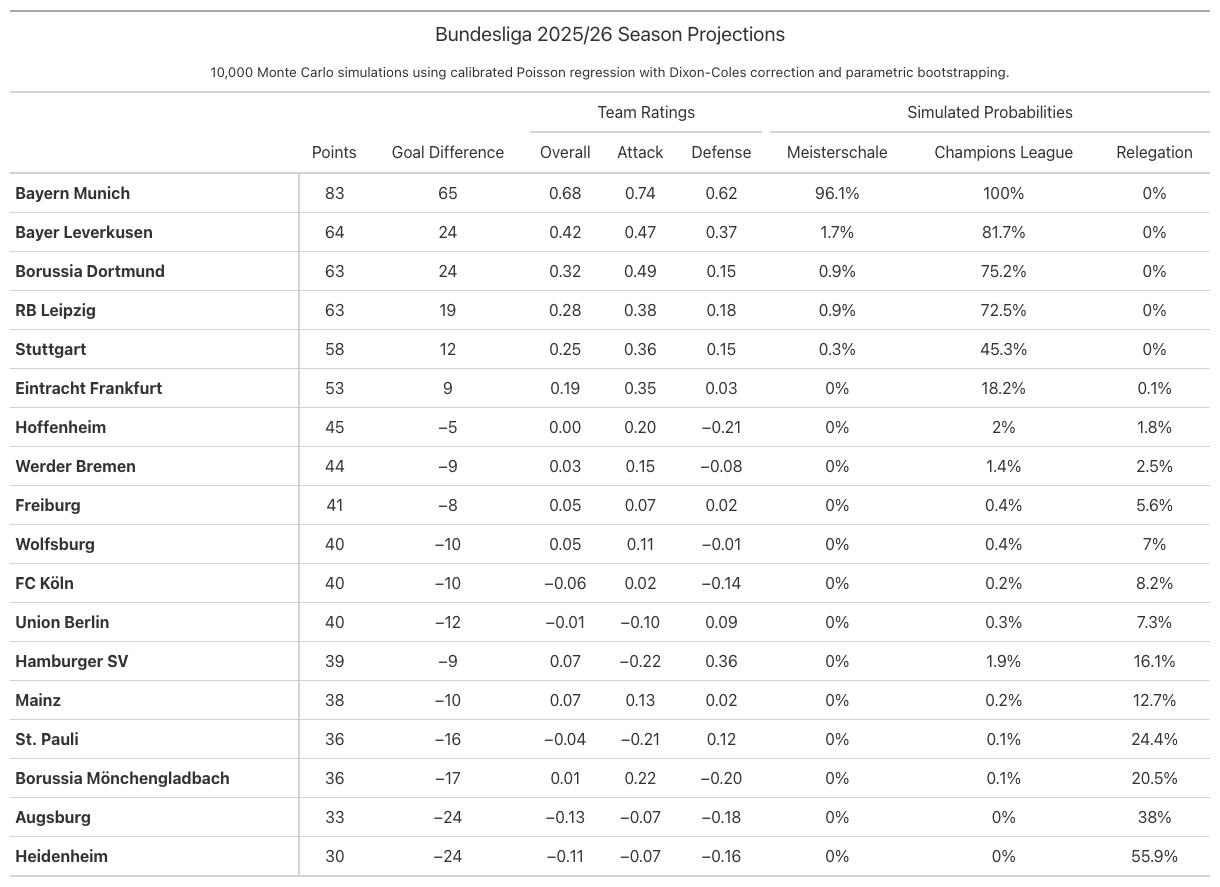 Bundesliga 2025/26 Season Projections
10,000 Monte Carlo simulations using calibrated Poisson regression with Dixon-Coles correction and parametric bootstrapping.
Team Ratings Simulated Probabilities
Points Goal Difference Overall Attack Defense Meisterschale Champions League Relegation
Bayern Munich 83 65 0.68 0.74 0.62 96.1% 100% 0%
Bayer Leverkusen 64 24 0.42 0.47 0.37 1.7% 81.7% 0%
Borussia Dortmund 63 24 0.32 0.49 0.15 0.9% 75.2% 0%
RB Leipzig 63 19 0.28 0.38 0.18 0.9% 72.5% 0%
Stuttgart 58 12 0.25 0.36 0.15 0.3% 45.3% 0%
Eintracht Frankfurt 53 9 0.19 0.35 0.03 0% 18.2% 0.1%
Hoffenheim 45 −5 0.00 0.20 −0.21 0% 2% 1.8%
Werder Bremen 44 −9 0.03 0.15 −0.08 0% 1.4% 2.5%
Freiburg 41 −8 0.05 0.07 0.02 0% 0.4% 5.6%
Wolfsburg 40 −10 0.05 0.11 −0.01 0% 0.4% 7%
FC Köln 40 −10 −0.06 0.02 −0.14 0% 0.2% 8.2%
Union Berlin 40 −12 −0.01 −0.10 0.09 0% 0.3% 7.3%
Hamburger SV 39 −9 0.07 −0.22 0.36 0% 1.9% 16.1%
Mainz 38 −10 0.07 0.13 0.02 0% 0.2% 12.7%
St. Pauli 36 −16 −0.04 −0.21 0.12 0% 0.1% 24.4%
Borussia Mönchengladbach 36 −17 0.01 0.22 −0.20 0% 0.1% 20.5%
Augsburg 33 −24 −0.13 −0.07 −0.18 0% 0% 38%
Heidenheim 30 −24 −0.11 −0.07 −0.16 0% 0% 55.9%